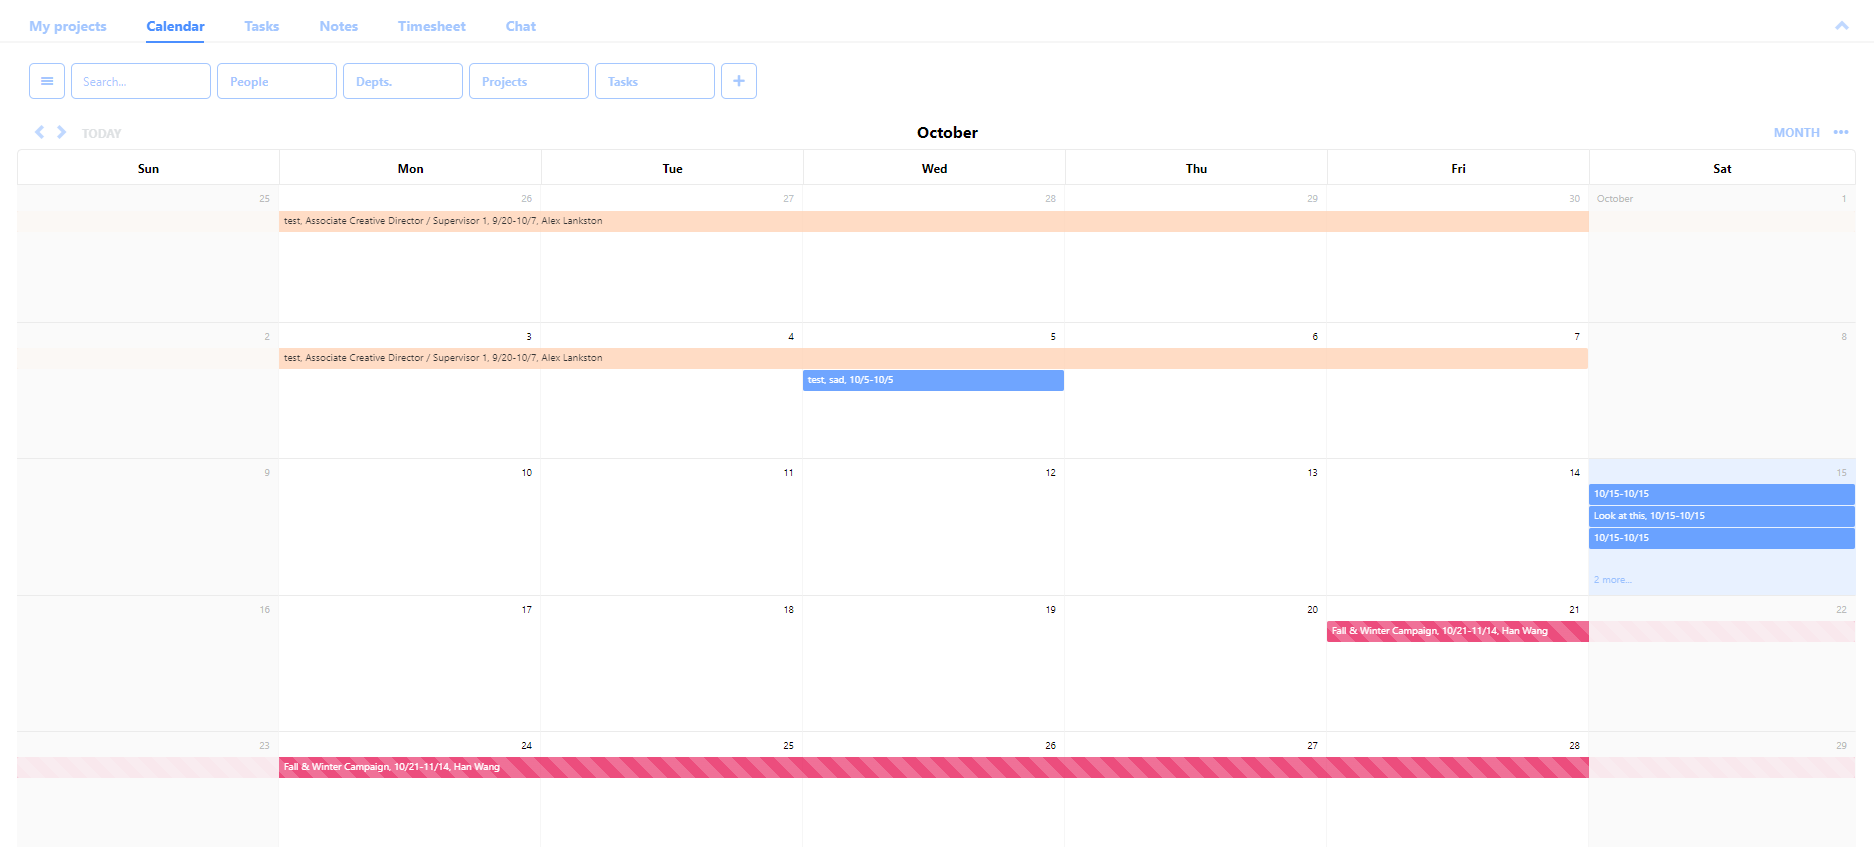 My projects Calendar Tasks Notes Timesheet Chat
Search... People Depts. Projects Tasks +
TODAY October MONTH •••
Sun Mon Tue Wed Thu Fri Sat
25 26 27 28 29 30 October 1
test, Associate Creative Director / Supervisor 1, 9/20-10/7, Alex Lankston
2 3 4 5 6 7 8
test, Associate Creative Director / Supervisor 1, 9/20-10/7, Alex Lankston
test, sad, 10/5-10/5
9 10 11 12 13 14 15
10/15-10/15
Look at this, 10/15-10/15
10/15-10/15
2 more...
16 17 18 19 20 21 22
Fall & Winter Campaign, 10/21-11/14, Han Wang
23 24 25 26 27 28 29
Fall & Winter Campaign, 10/21-11/14, Han Wang